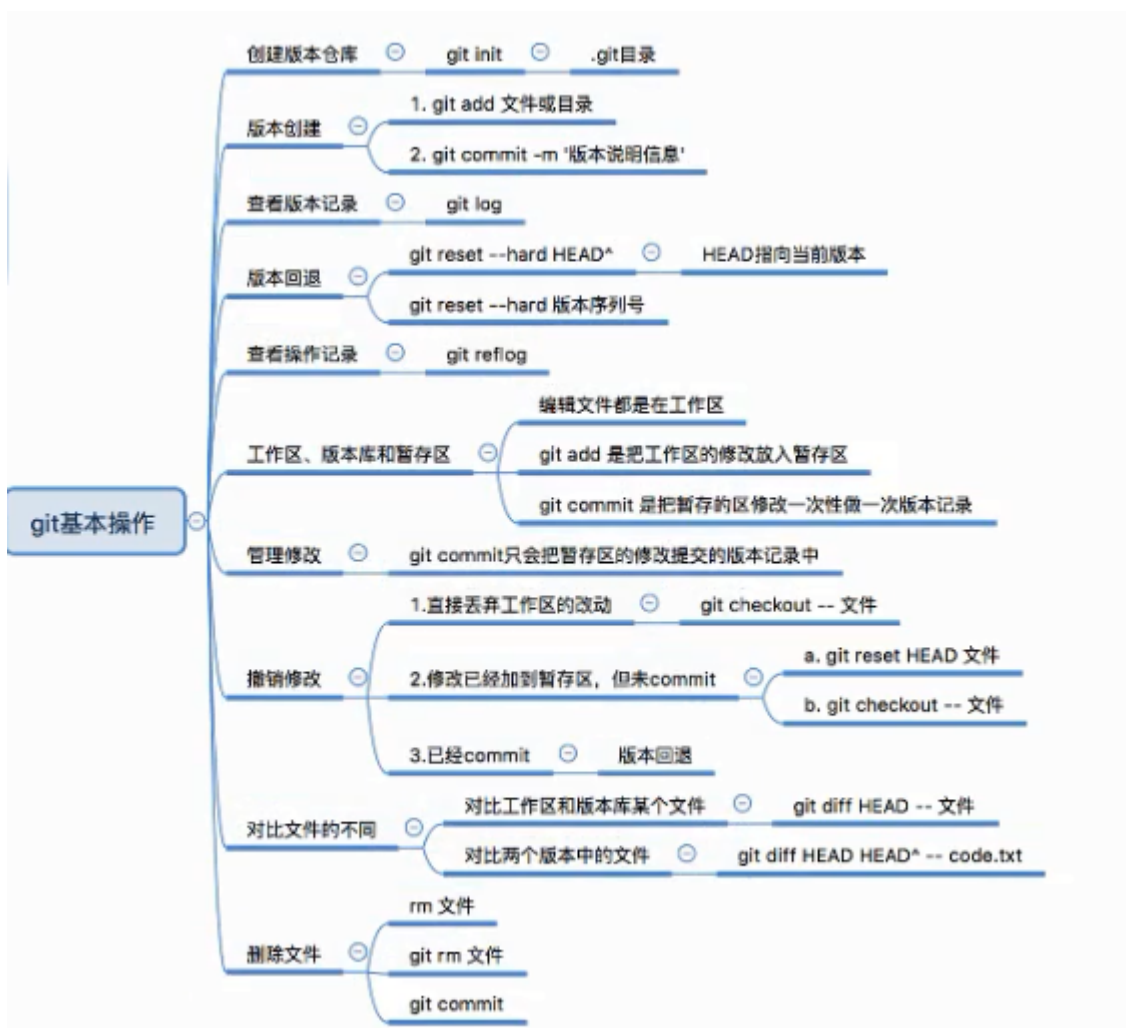 创建版本仓库 git init .git目录
版本创建
1. git add 文件或目录
2. git commit -m '版本说明信息'
查看版本记录 git log
版本回退
git reset --hard HEAD^ HEAD指向当前版本
git reset --hard 版本序列号
查看操作记录 git reflog
工作区、版本库和暂存区
编辑文件都是在工作区
git add 是把工作区的修改放入暂存区
git commit 是把暂存的区修改一次性做一次版本记录
git基本操作
管理修改 git commit只会把暂存区的修改提交的版本记录中
撤销修改
1.直接丢弃工作区的改动 git checkout -- 文件
2.修改已经加到暂存区，但未commit
a. git reset HEAD 文件
b. git checkout -- 文件
3.已经commit 版本回退
对比文件的不同
对比工作区和版本库某个文件 git diff HEAD -- 文件
对比两个版本中的文件 git diff HEAD HEAD^ -- code.txt
删除文件
rm 文件
git rm 文件
git commit